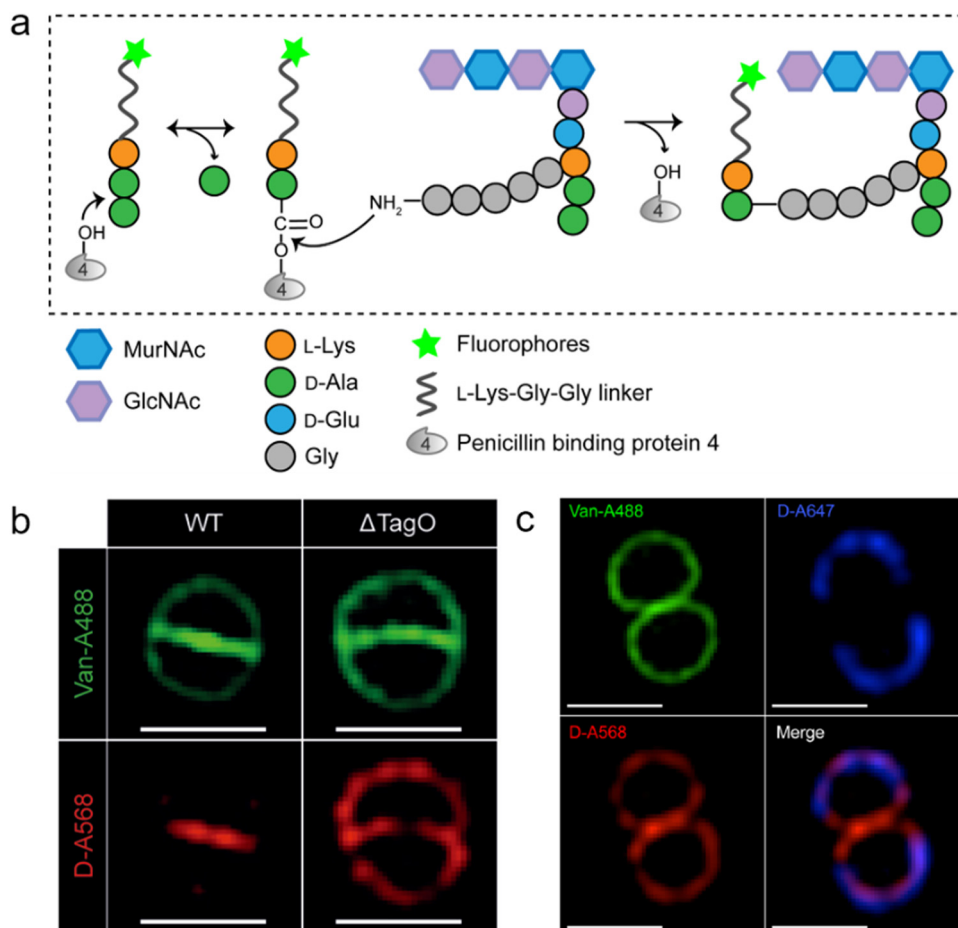 a
OH
4
C=O
O
4
NH2
OH
4
MurNAc
GlcNAc
L-Lys
D-Ala
D-Glu
Gly
Fluorophores
L-Lys-Gly-Gly linker
4 Penicillin binding protein 4
b
WT
ΔTagO
Van-A488
D-A568
c
Van-A488
D-A647
D-A568
Merge